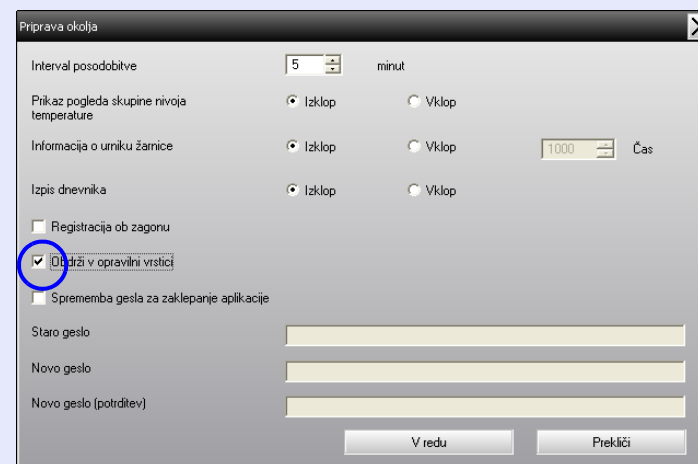 Priprava okolja
Interval posodobitve 5 minut
Prikaz pogleda skupine nivoja
temperature
Izklop Vklop
Informacija o urniku žarnice Izklop Vklop 1000 Čas
Izpis dnevnika Izklop Vklop
Registracija ob zagonu
Obdrži v opravilni vrstici
Sprememba gesla za zaklepanje aplikacije
Staro geslo
Novo geslo
Novo geslo (potrditev)
V redu Prekliči